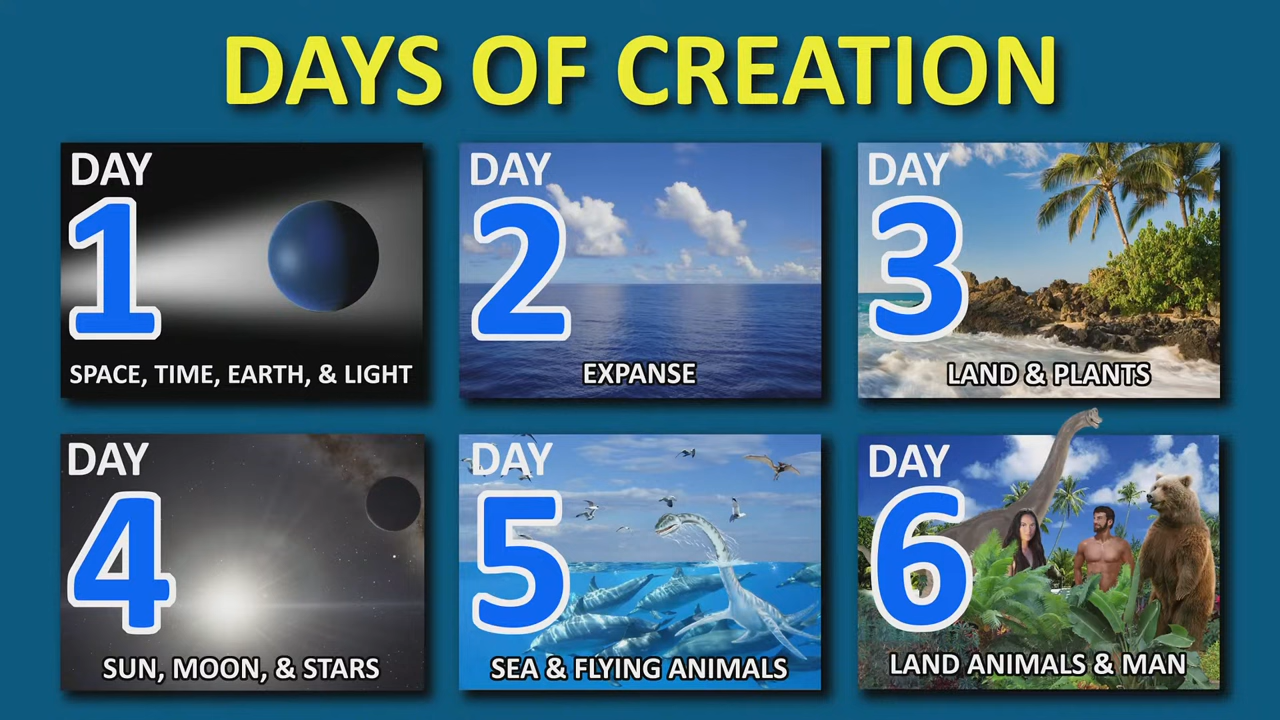 DAYS OF CREATION
DAY
1
SPACE, TIME, EARTH, & LIGHT
DAY
2
EXPANSE
DAY
3
LAND & PLANTS
DAY
4
SUN, MOON, & STARS
DAY
5
SEA & FLYING ANIMALS
DAY
6
LAND ANIMALS & MAN